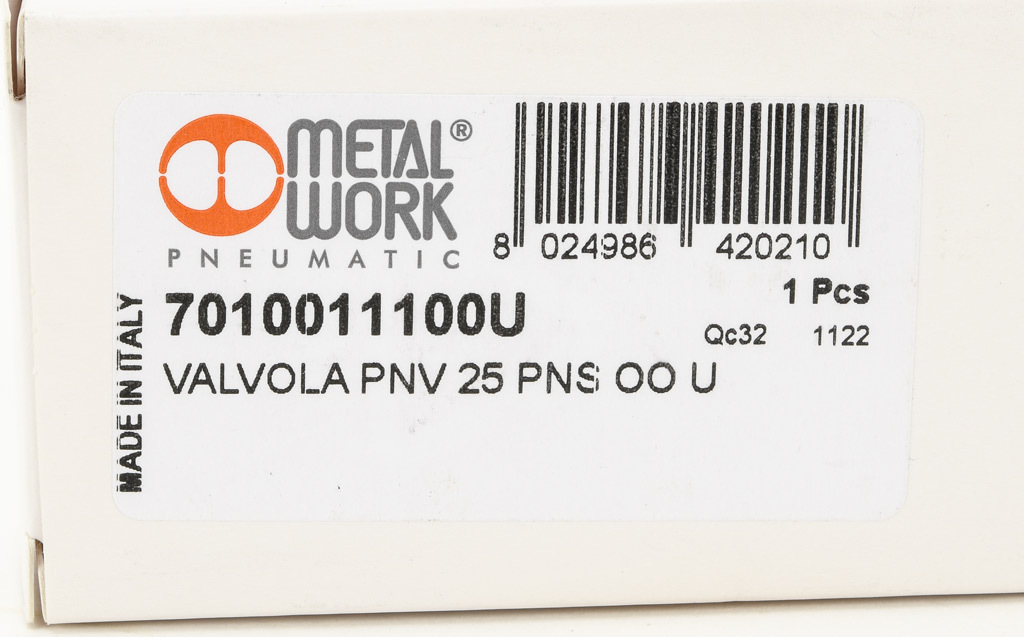 METAL®
WORK
PNEUMATIC
8 024986 420210
1 Pcs
7010011100U
Qc32 1122
VALVOLA PNV 25 PNS OO U
MADE IN ITALY